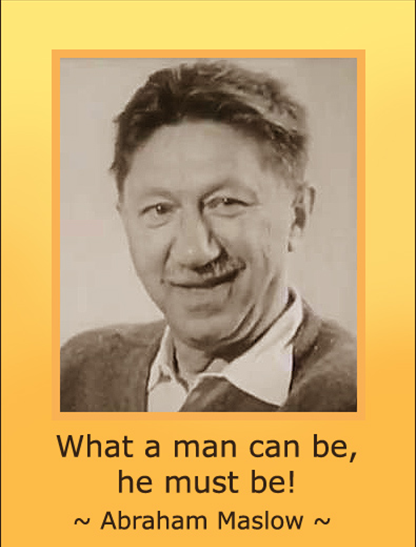 What a man can be,
he must be!
~ Abraham Maslow ~